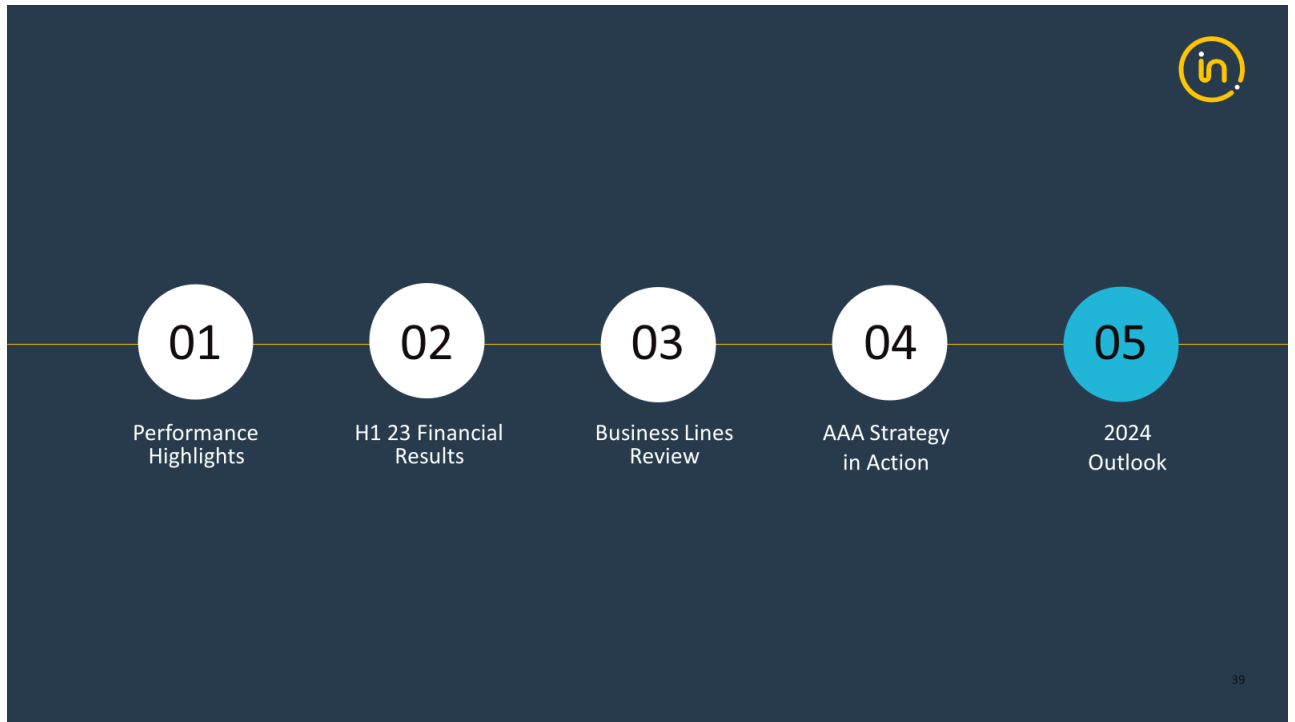 in
01
02
03
04
05
Performance
Highlights
H1 23 Financial
Results
Business Lines
Review
AAA Strategy
in Action
2024
Outlook
39